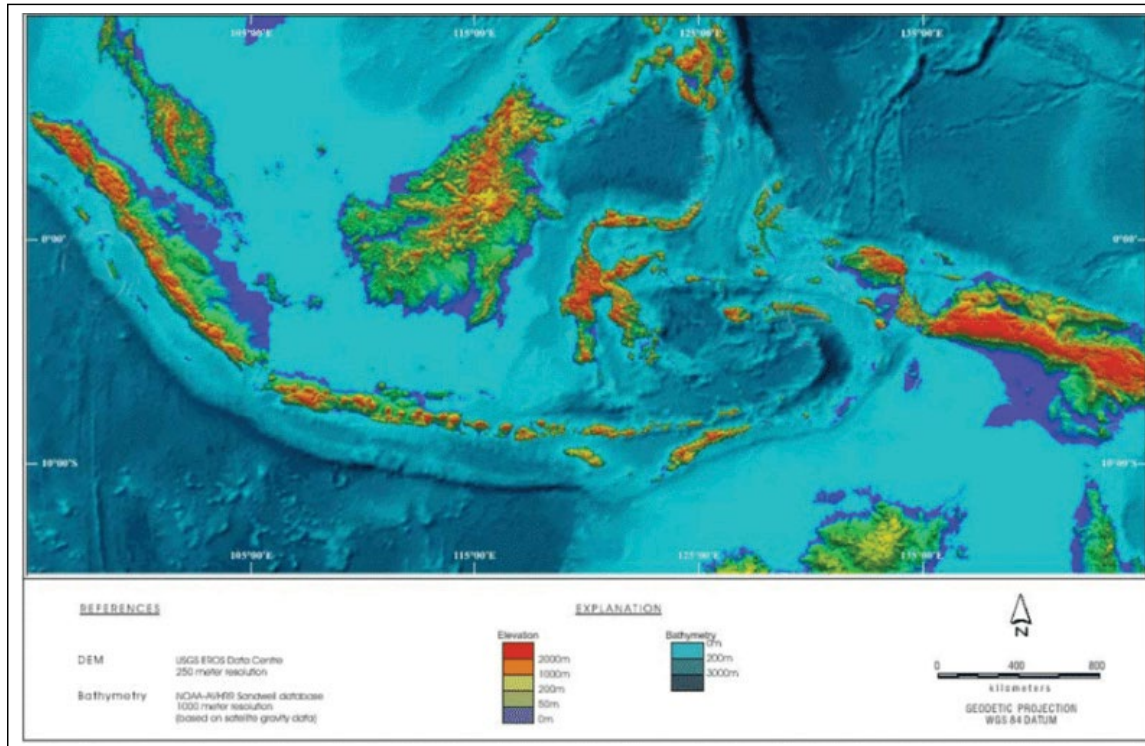 105°00'E 115°00'E 125°00'E 135°00'E
0°00' 0°00'
10°00'S 10°00'S
105°00'E 115°00'E 125°00'E 135°00'E
REFERENCES
DEM
USGS EROS Data Centre
250 meter resolution
Bathymetry
NOAA-AVHRR Sandwell database
1000 meter resolution
(based on satellite gravity data)
EXPLANATION
Elevation
2000m
1000m
200m
50m
0m
Bathymetry
0m
200m
3000m
N
0 400 800
kilometers
GEODETIC PROJECTION
WGS 84 DATUM